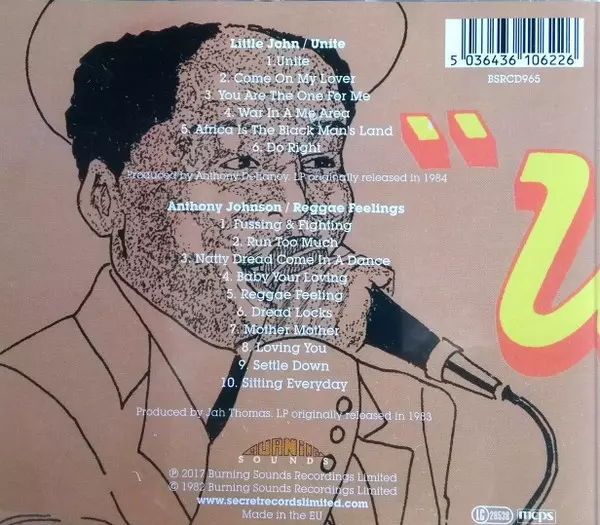 Little John / Unite
1.Unite
2. Come On My Lover
3. You Are The One For Me
4. War In A Me Area
5. Africa Is The Black Man's Land
6. Do Right
Produced by Anthony Dehaney. LP originally released in 1984
Anthony Johnson / Reggae Feelings
1. Fussing & Fighting
2. Run Too Much
3. Natty Dread Come In A Dance
4. Baby Your Loving
5. Reggae Feeling
6. Dread Locks
7. Mother Mother
8. Loving You
9. Settle Down
10. Sitting Everyday
Produced by Jah Thomas. LP originally released in 1983
BURNING
SOUNDS
℗ 2017 Burning Sounds Recordings Limited
© 1982 Burning Sounds Recordings Limited
www.secretrecordslimited.com
Made in the EU
5 036436 106226
BSRCD965
"U
LC 28538
mcps